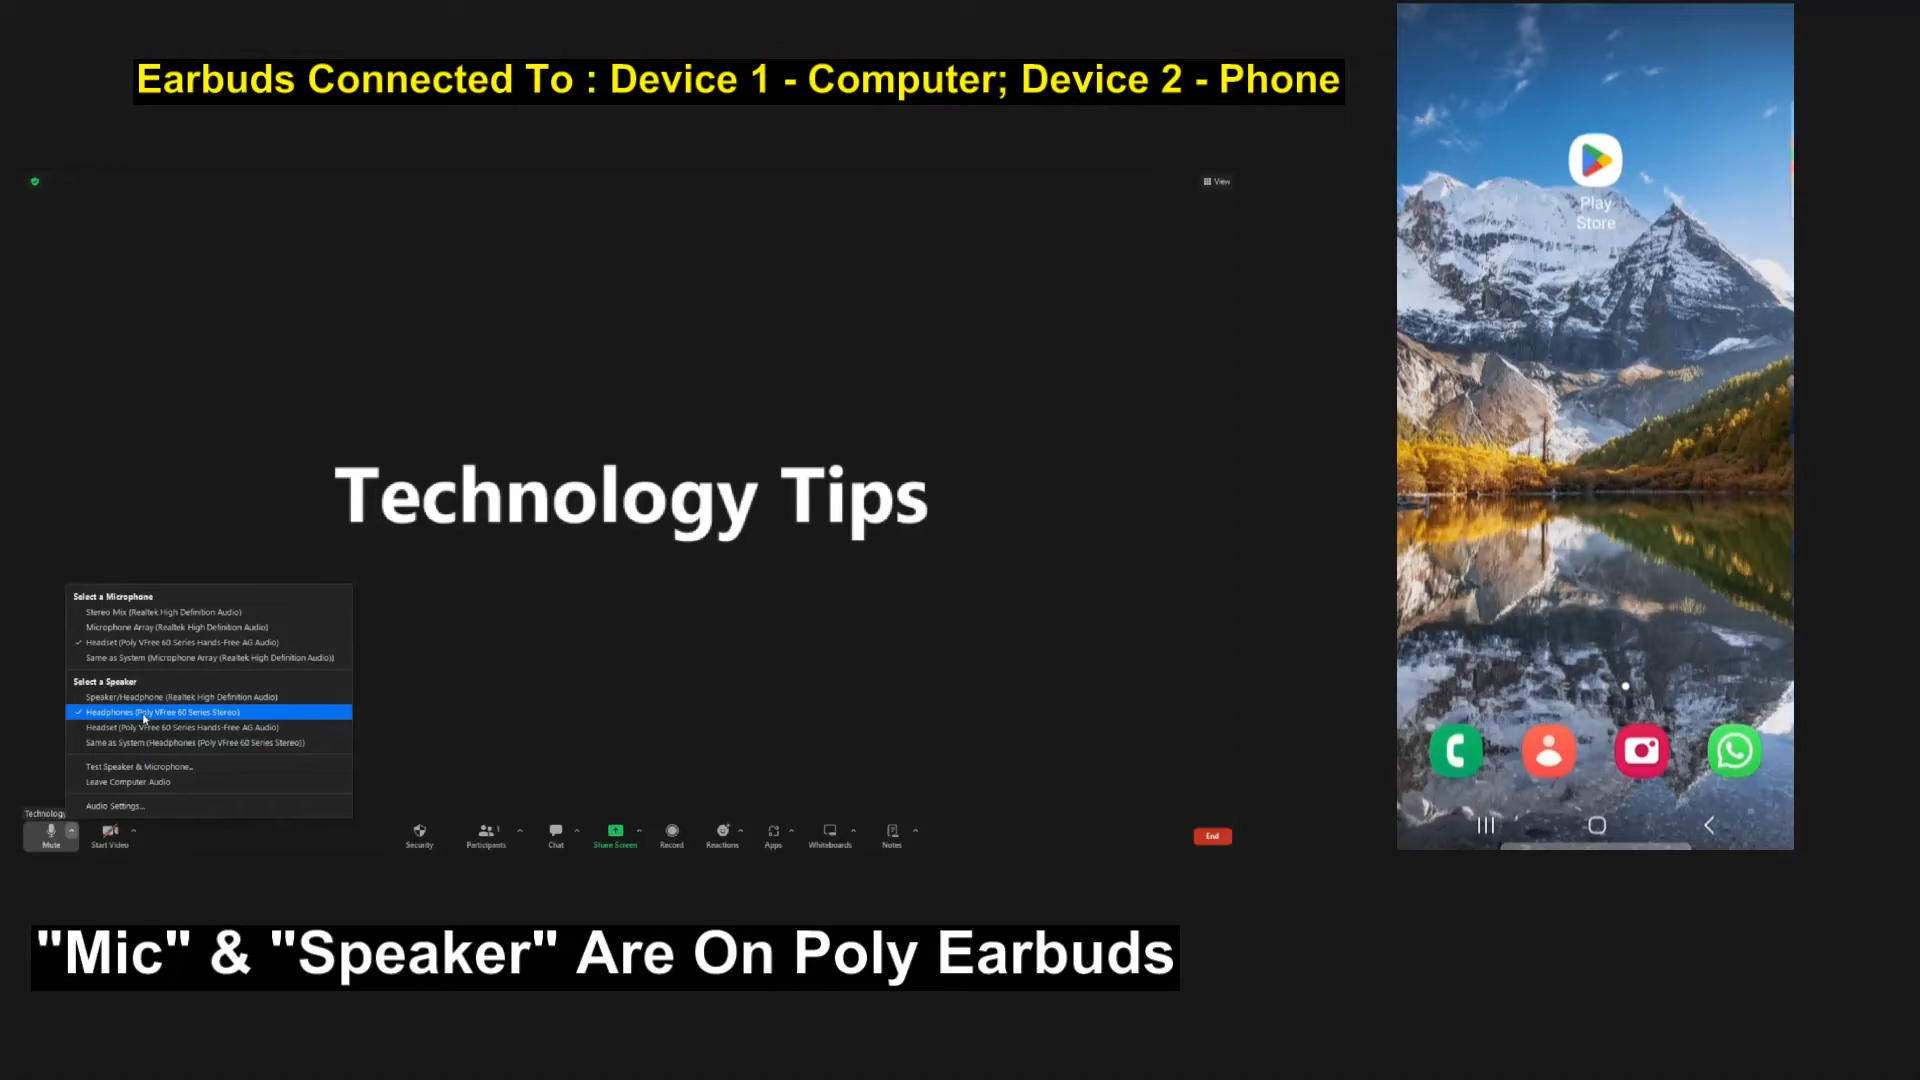 Earbuds Connected To : Device 1 - Computer; Device 2 - Phone
View
Play
Store
Technology Tips
Select a Microphone
Stereo Mix (Realtek High Definition Audio)
Microphone Array (Realtek High Definition Audio)
Headset (Poly VFree 60 Series Hands-Free AG Audio)
Same as System (Microphone Array (Realtek High Definition Audio))
Select a Speaker
Speaker/Headphone (Realtek High Definition Audio)
Headphones (Poly VFree 60 Series Stereo)
Headset (Poly VFree 60 Series Hands-Free AG Audio)
Same as System (Headphones (Poly VFree 60 Series Stereo))
Test Speaker & Microphone...
Leave Computer Audio
Audio Settings...
Technology
Mute
Start Video
Security
Participants
1
Chat
Share Screen
Record
Reactions
Apps
Whiteboards
Notes
End
"Mic" & "Speaker" Are On Poly Earbuds